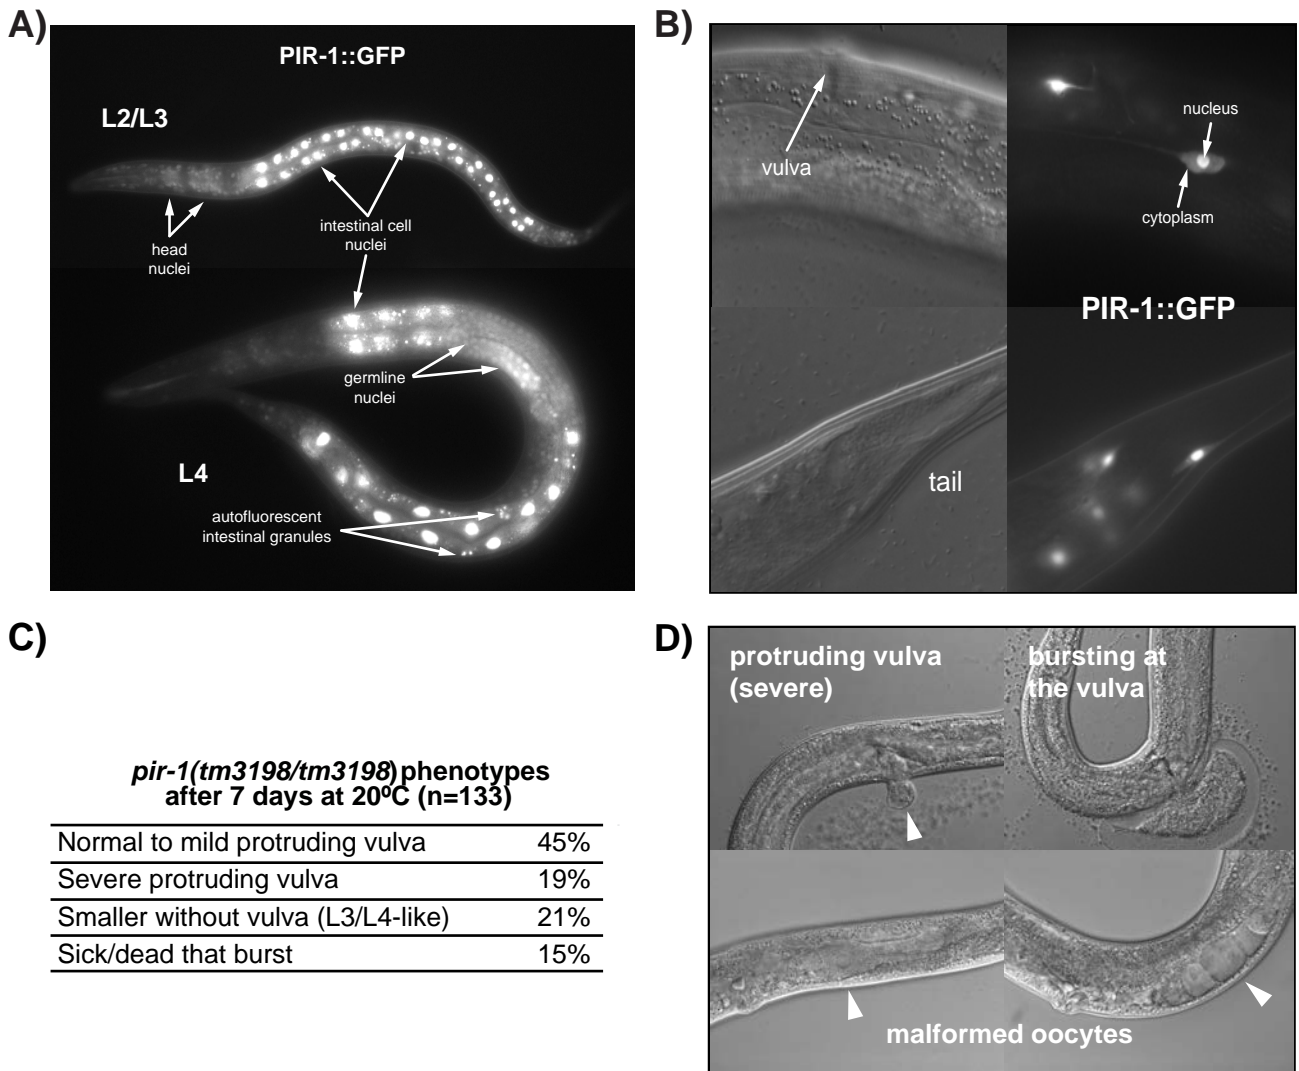 A)
PIR-1::GFP
L2/L3
head
nuclei
intestinal cell
nuclei
germline
nuclei
L4
autofluorescent
intestinal granules
B)
vulva
nucleus
cytoplasm
PIR-1::GFP
tail
C)
pir-1(tm3198/tm3198) phenotypes
after 7 days at 20ºC (n=133)
Normal to mild protruding vulva 45%
Severe protruding vulva 19%
Smaller without vulva (L3/L4-like) 21%
Sick/dead that burst 15%
D)
protruding vulva
(severe)
bursting at
the vulva
malformed oocytes